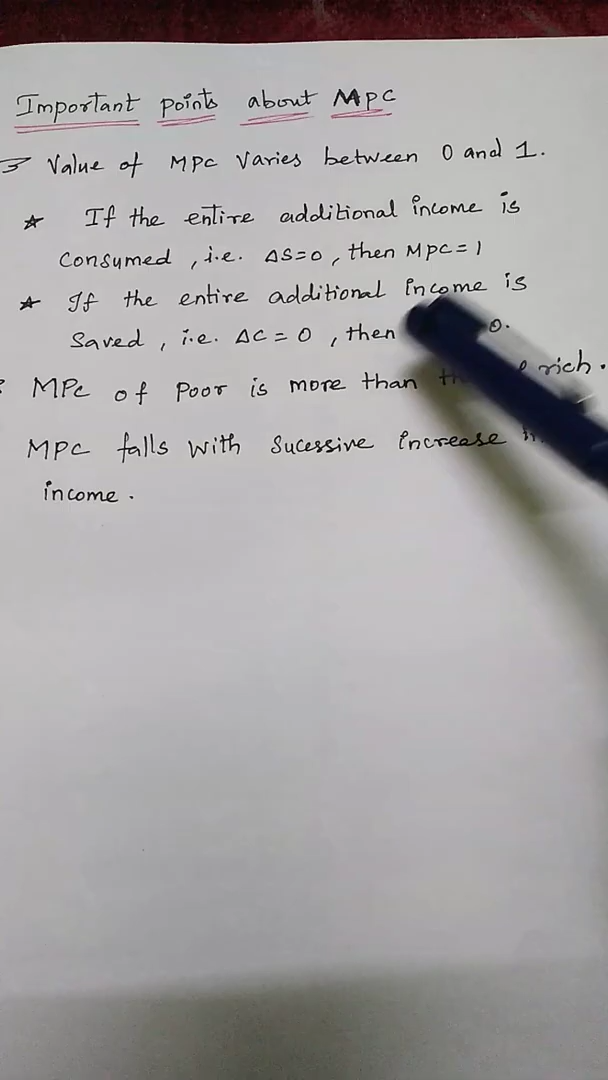 Important points about MPC
Value of MPC Varies between 0 and 1.
★ If the entire additional income is
Consumed, i.e. ΔS=0, then MPC=1
★ If the entire additional income is
Saved, i.e. ΔC=0, then 0.
MPC of Poor is more than rich.
MPC falls with Sucessive increase
income.